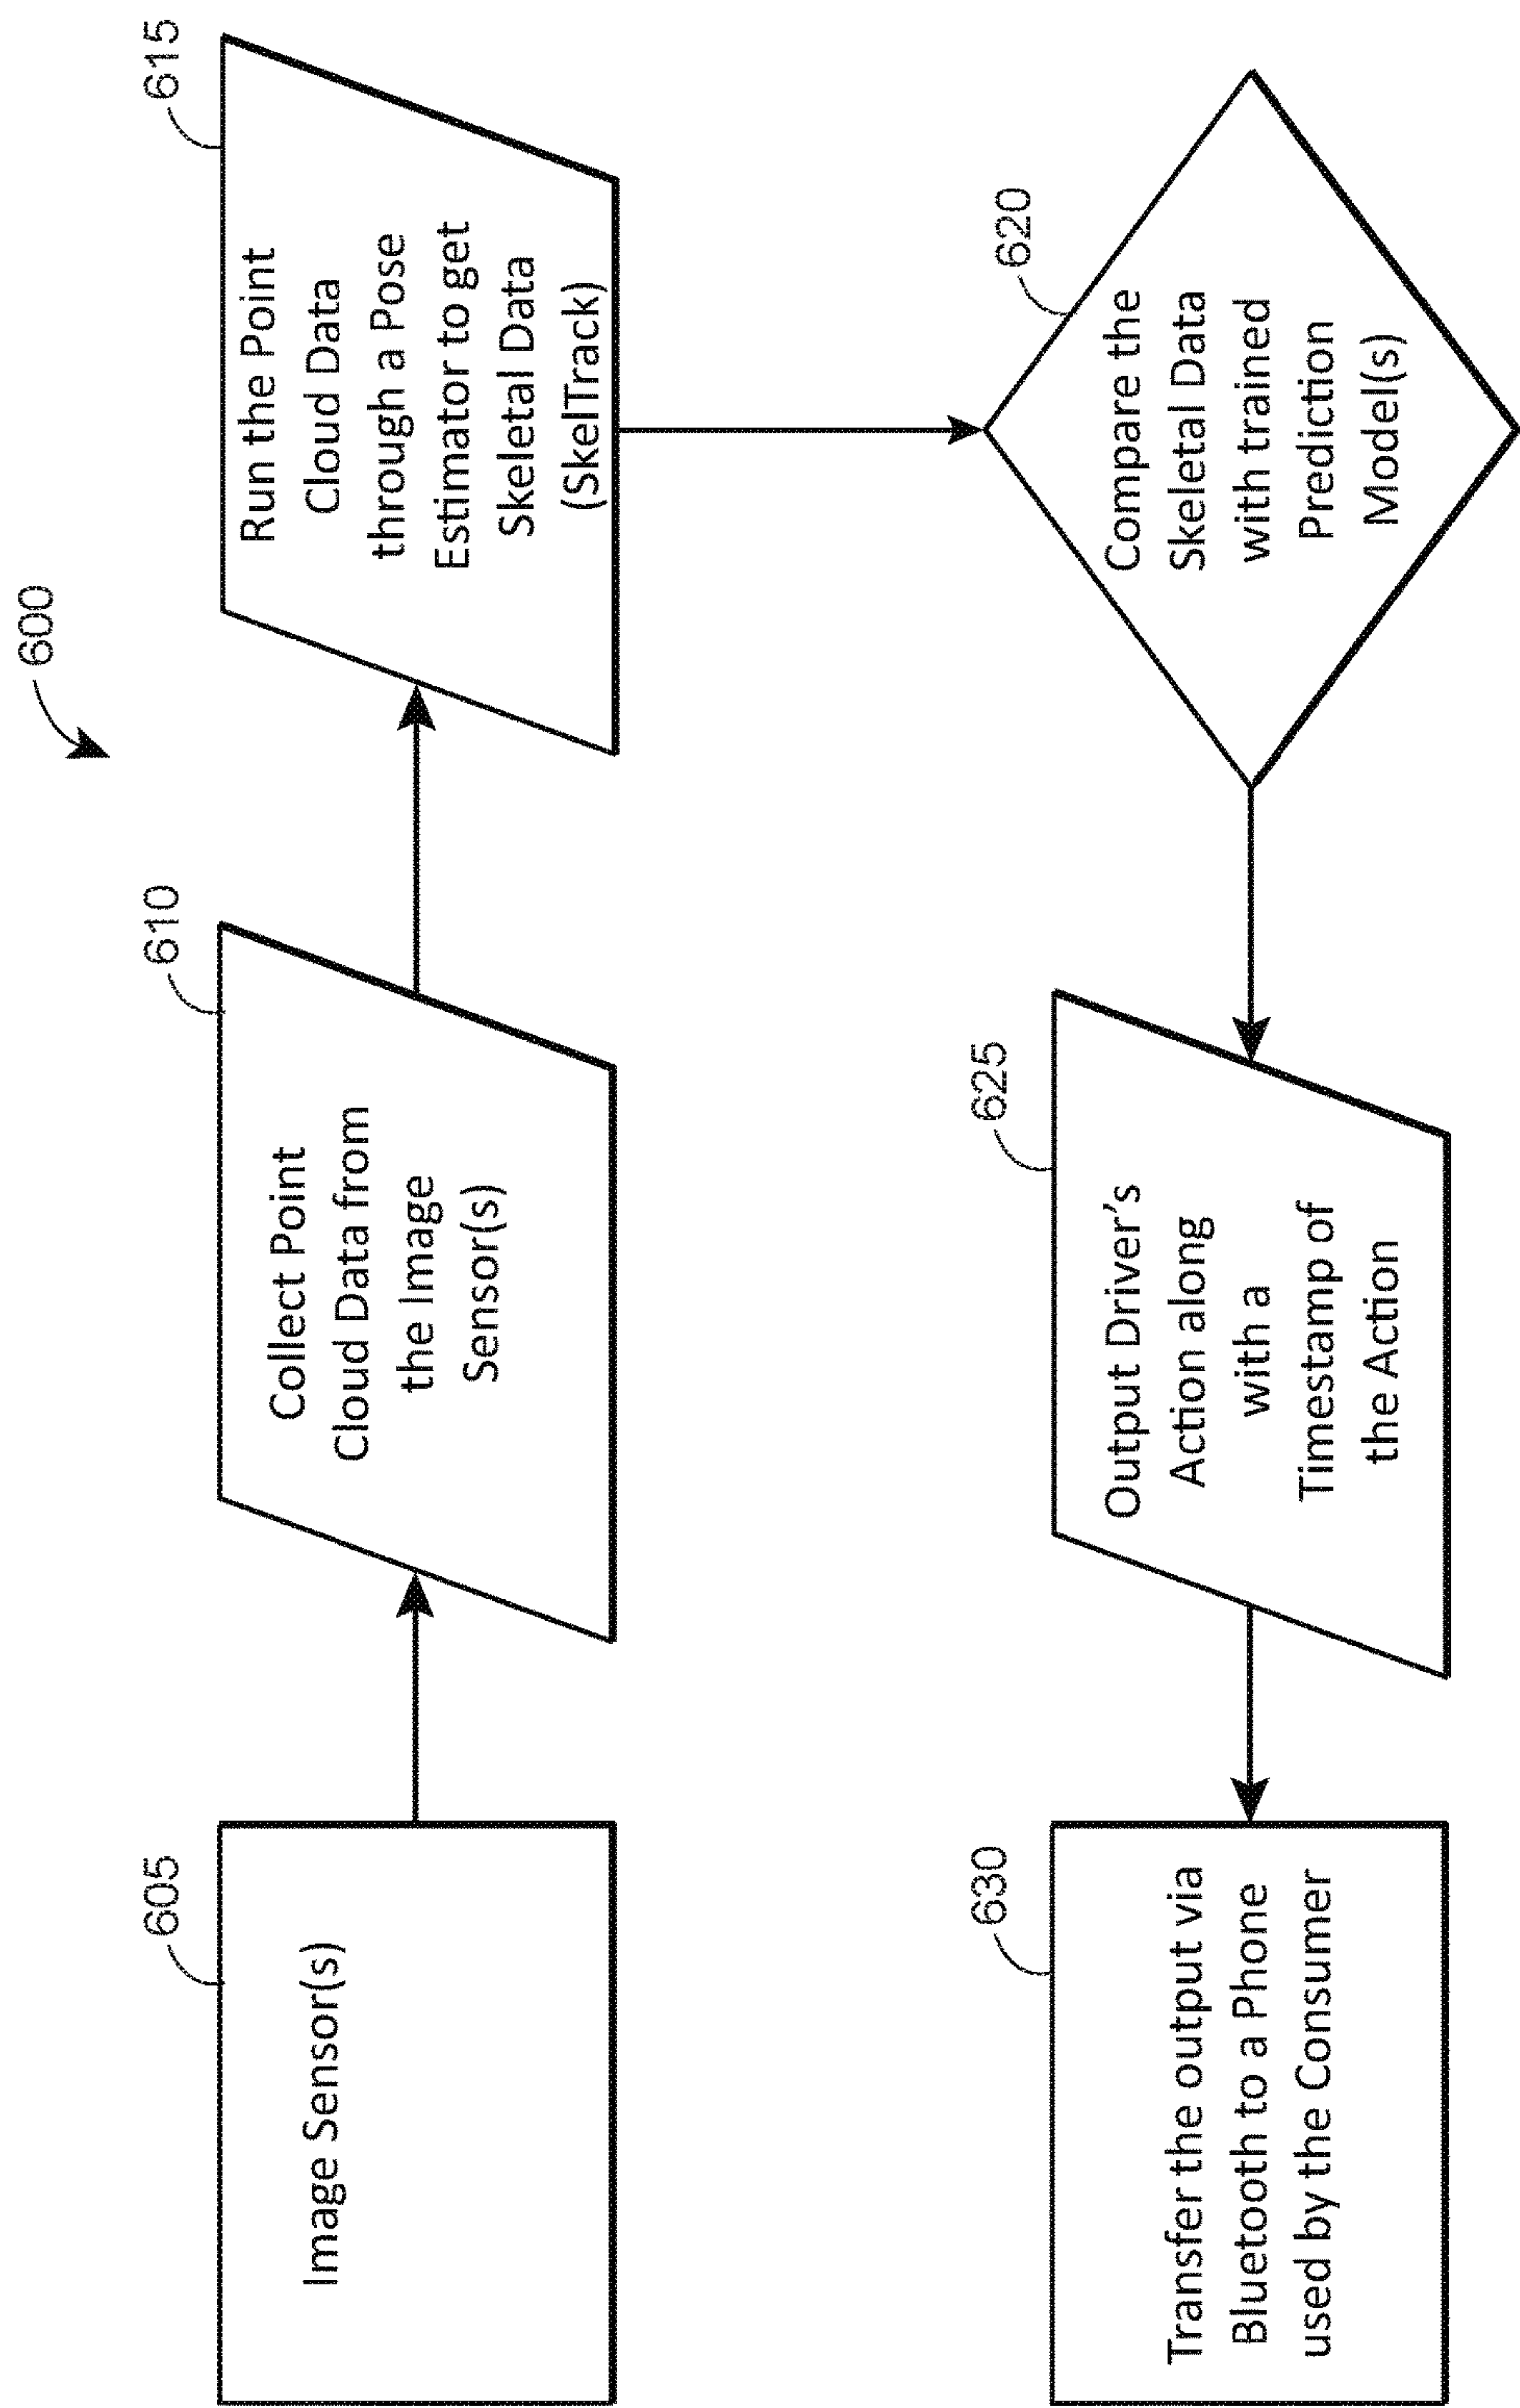 600
605
Image Sensor(s)
610
Collect Point
Cloud Data from
the Image
Sensor(s)
615
Run the Point
Cloud Data
through a Pose
Estimator to get
Skeletal Data
(SkelTrack)
620
Compare the
Skeletal Data
with trained
Prediction
Model(s)
625
Output Driver's
Action along
with a
Timestamp of
the Action
630
Transfer the output via
Bluetooth to a Phone
used by the Consumer